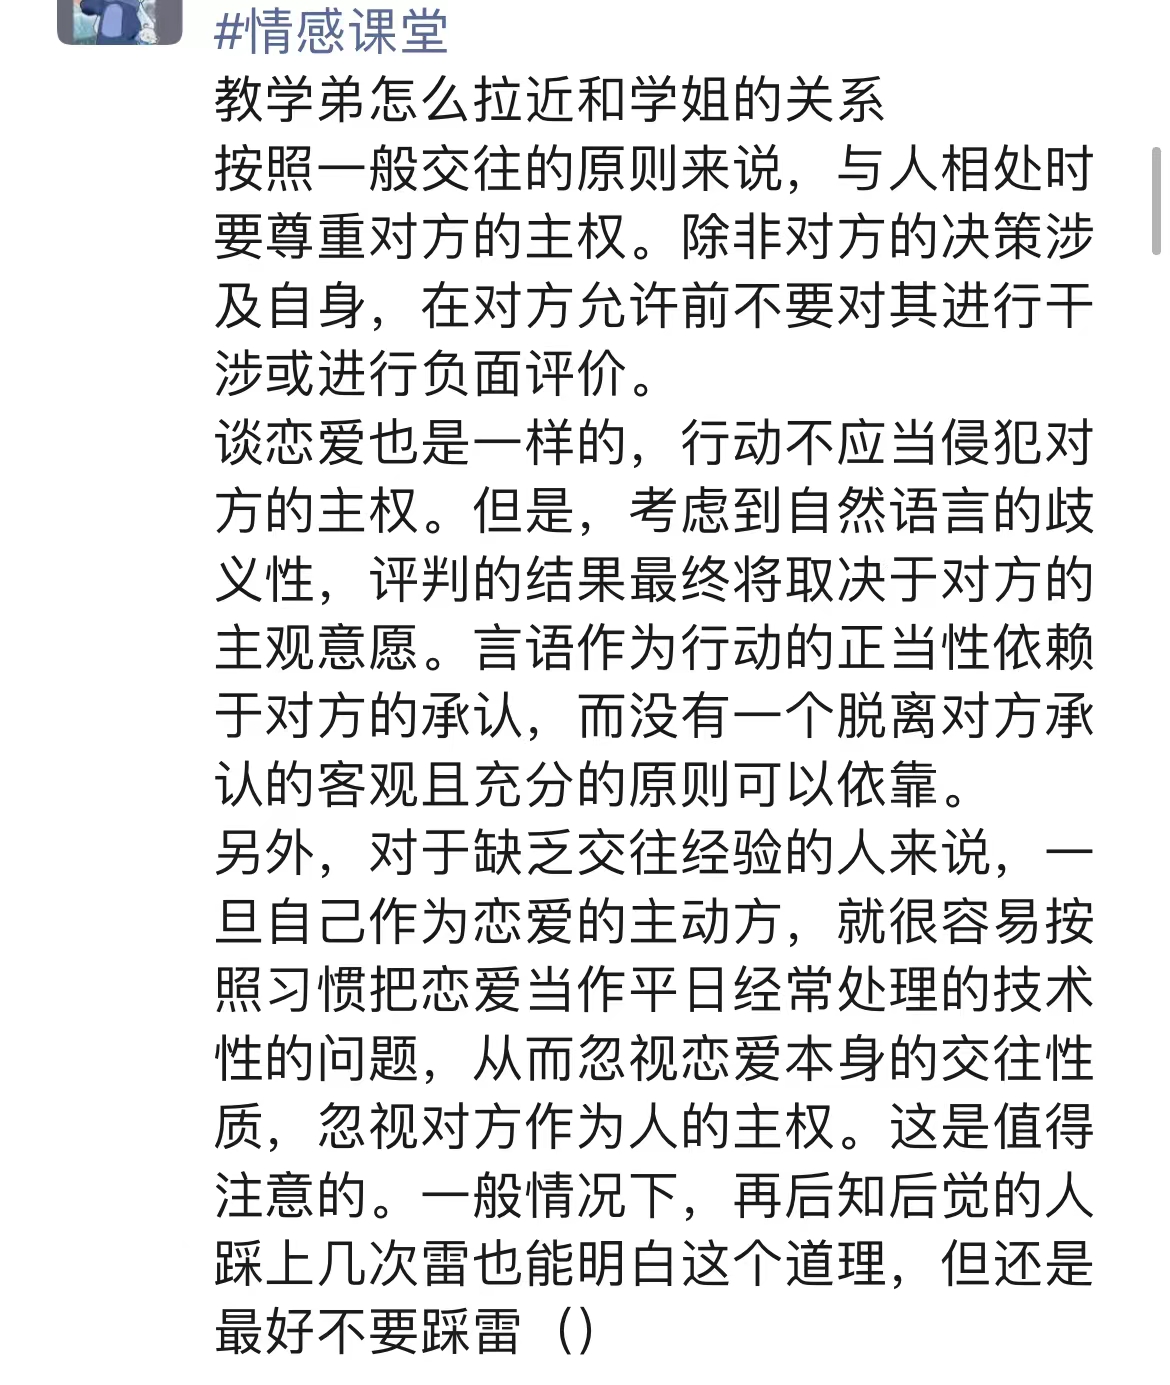 #情感课堂
教学弟怎么拉近和学姐的关系
按照一般交往的原则来说，与人相处时
要尊重对方的主权。除非对方的决策涉
及自身，在对方允许前不要对其进行干
涉或进行负面评价。
谈恋爱也是一样的，行动不应当侵犯对
方的主权。但是，考虑到自然语言的歧
义性，评判的结果最终将取决于对方的
主观意愿。言语作为行动的正当性依赖
于对方的承认，而没有一个脱离对方承
认的客观且充分的原则可以依靠。
另外，对于缺乏交往经验的人来说，一
旦自己作为恋爱的主动方，就很容易按
照习惯把恋爱当作平日经常处理的技术
性的问题，从而忽视恋爱本身的交往性
质，忽视对方作为人的主权。这是值得
注意的。一般情况下，再后知后觉的人
踩上几次雷也能明白这个道理，但还是
最好不要踩雷（）